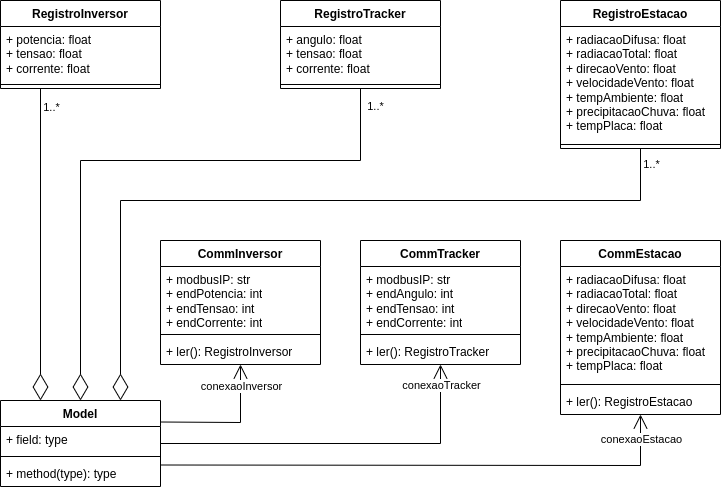 RegistroInversor
+ potencia: float
+ tensao: float
+ corrente: float
1..*
RegistroTracker
+ angulo: float
+ tensao: float
+ corrente: float
1..*
RegistroEstacao
+ radiacaoDifusa: float
+ radiacaoTotal: float
+ direcaoVento: float
+ velocidadeVento: float
+ tempAmbiente: float
+ precipitacaoChuva: float
+ tempPlaca: float
1..*
CommInversor
+ modbusIP: str
+ endPotencia: int
+ endTensao: int
+ endCorrente: int
+ ler(): RegistroInversor
conexaoInversor
CommTracker
+ modbusIP: str
+ endAngulo: int
+ endTensao: int
+ endCorrente: int
+ ler(): RegistroTracker
conexaoTracker
CommEstacao
+ radiacaoDifusa: float
+ radiacaoTotal: float
+ direcaoVento: float
+ velocidadeVento: float
+ tempAmbiente: float
+ precipitacaoChuva: float
+ tempPlaca: float
+ ler(): RegistroEstacao
conexaoEstacao
Model
+ field: type
+ method(type): type